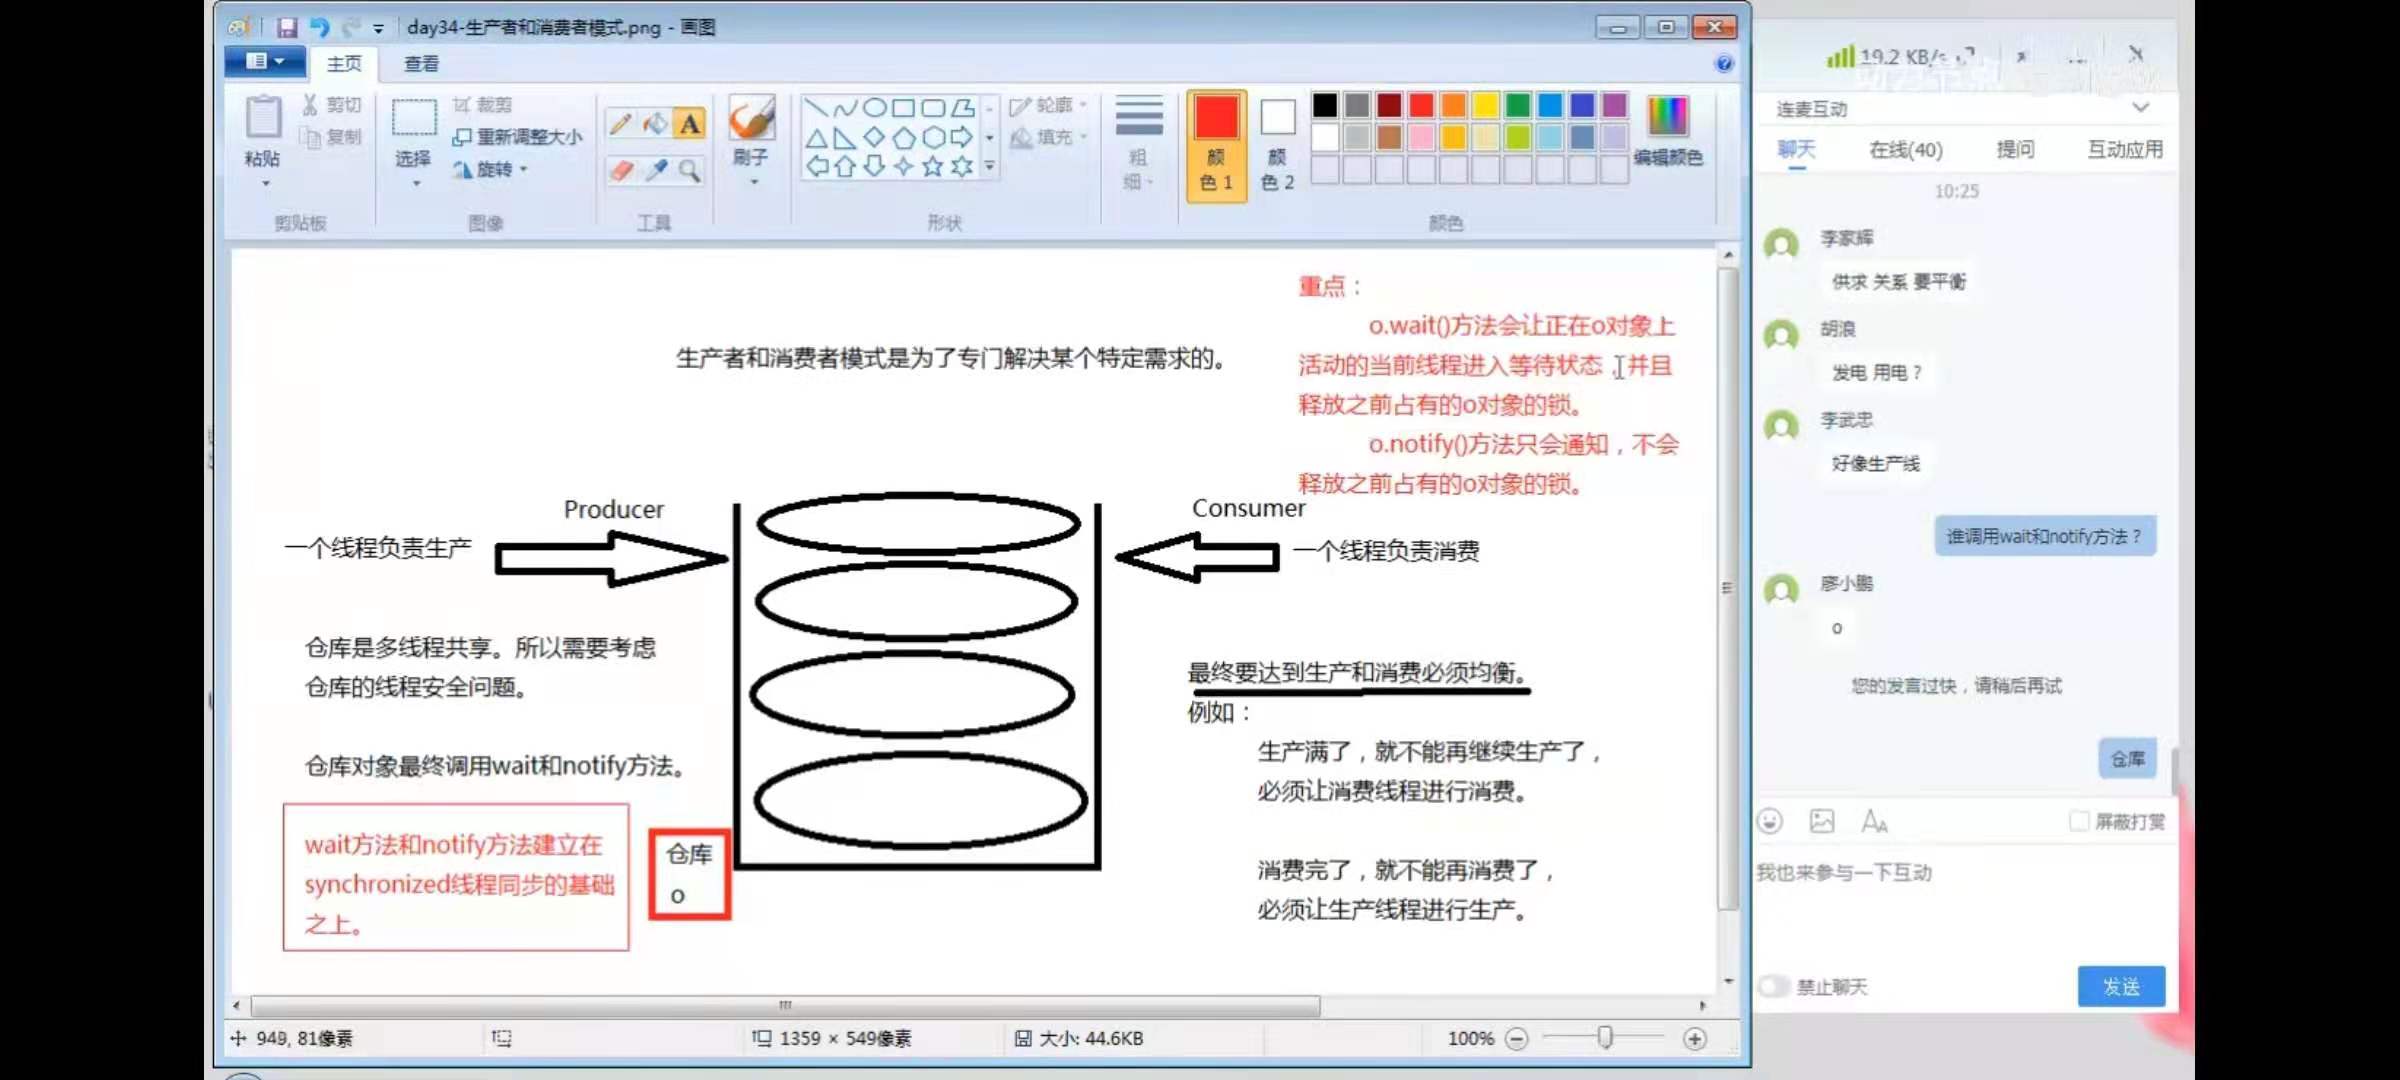 day34-生产者和消费者模式.png - 画图
主页
查看
粘贴
剪切
复制
剪贴板
选择
裁剪
重新调整大小
旋转
图像
A
工具
刷子
形状
轮廓
填充
粗细
颜色 1
颜色 2
编辑颜色
颜色
生产者和消费者模式是为了专门解决某个特定需求的。
重点：
o.wait()方法会让正在o对象上
活动的当前线程进入等待状态，并且
释放之前占有的o对象的锁。
o.notify()方法只会通知，不会
释放之前占有的o对象的锁。
Producer
一个线程负责生产
Consumer
一个线程负责消费
仓库是多线程共享。所以需要考虑
仓库的线程安全问题。
仓库对象最终调用wait和notify方法。
wait方法和notify方法建立在
synchronized线程同步的基础
之上。
仓库
o
最终要达到生产和消费必须均衡。
例如：
生产满了，就不能再继续生产了，
必须让消费线程进行消费。
消费完了，就不能再消费了，
必须让生产线程进行生产。
949, 81像素
1359 × 549像素
大小: 44.6KB
100%
19.2 KB/s
连麦互动
聊天
在线(40)
提问
互动应用
10:25
李家辉
供求 关系 要平衡
胡浪
发电 用电？
李武忠
好像生产线
谁调用wait和notify方法？
廖小鹏
o
您的发言过快，请稍后再试
仓库
屏蔽打赏
我也来参与一下互动
禁止聊天
发送